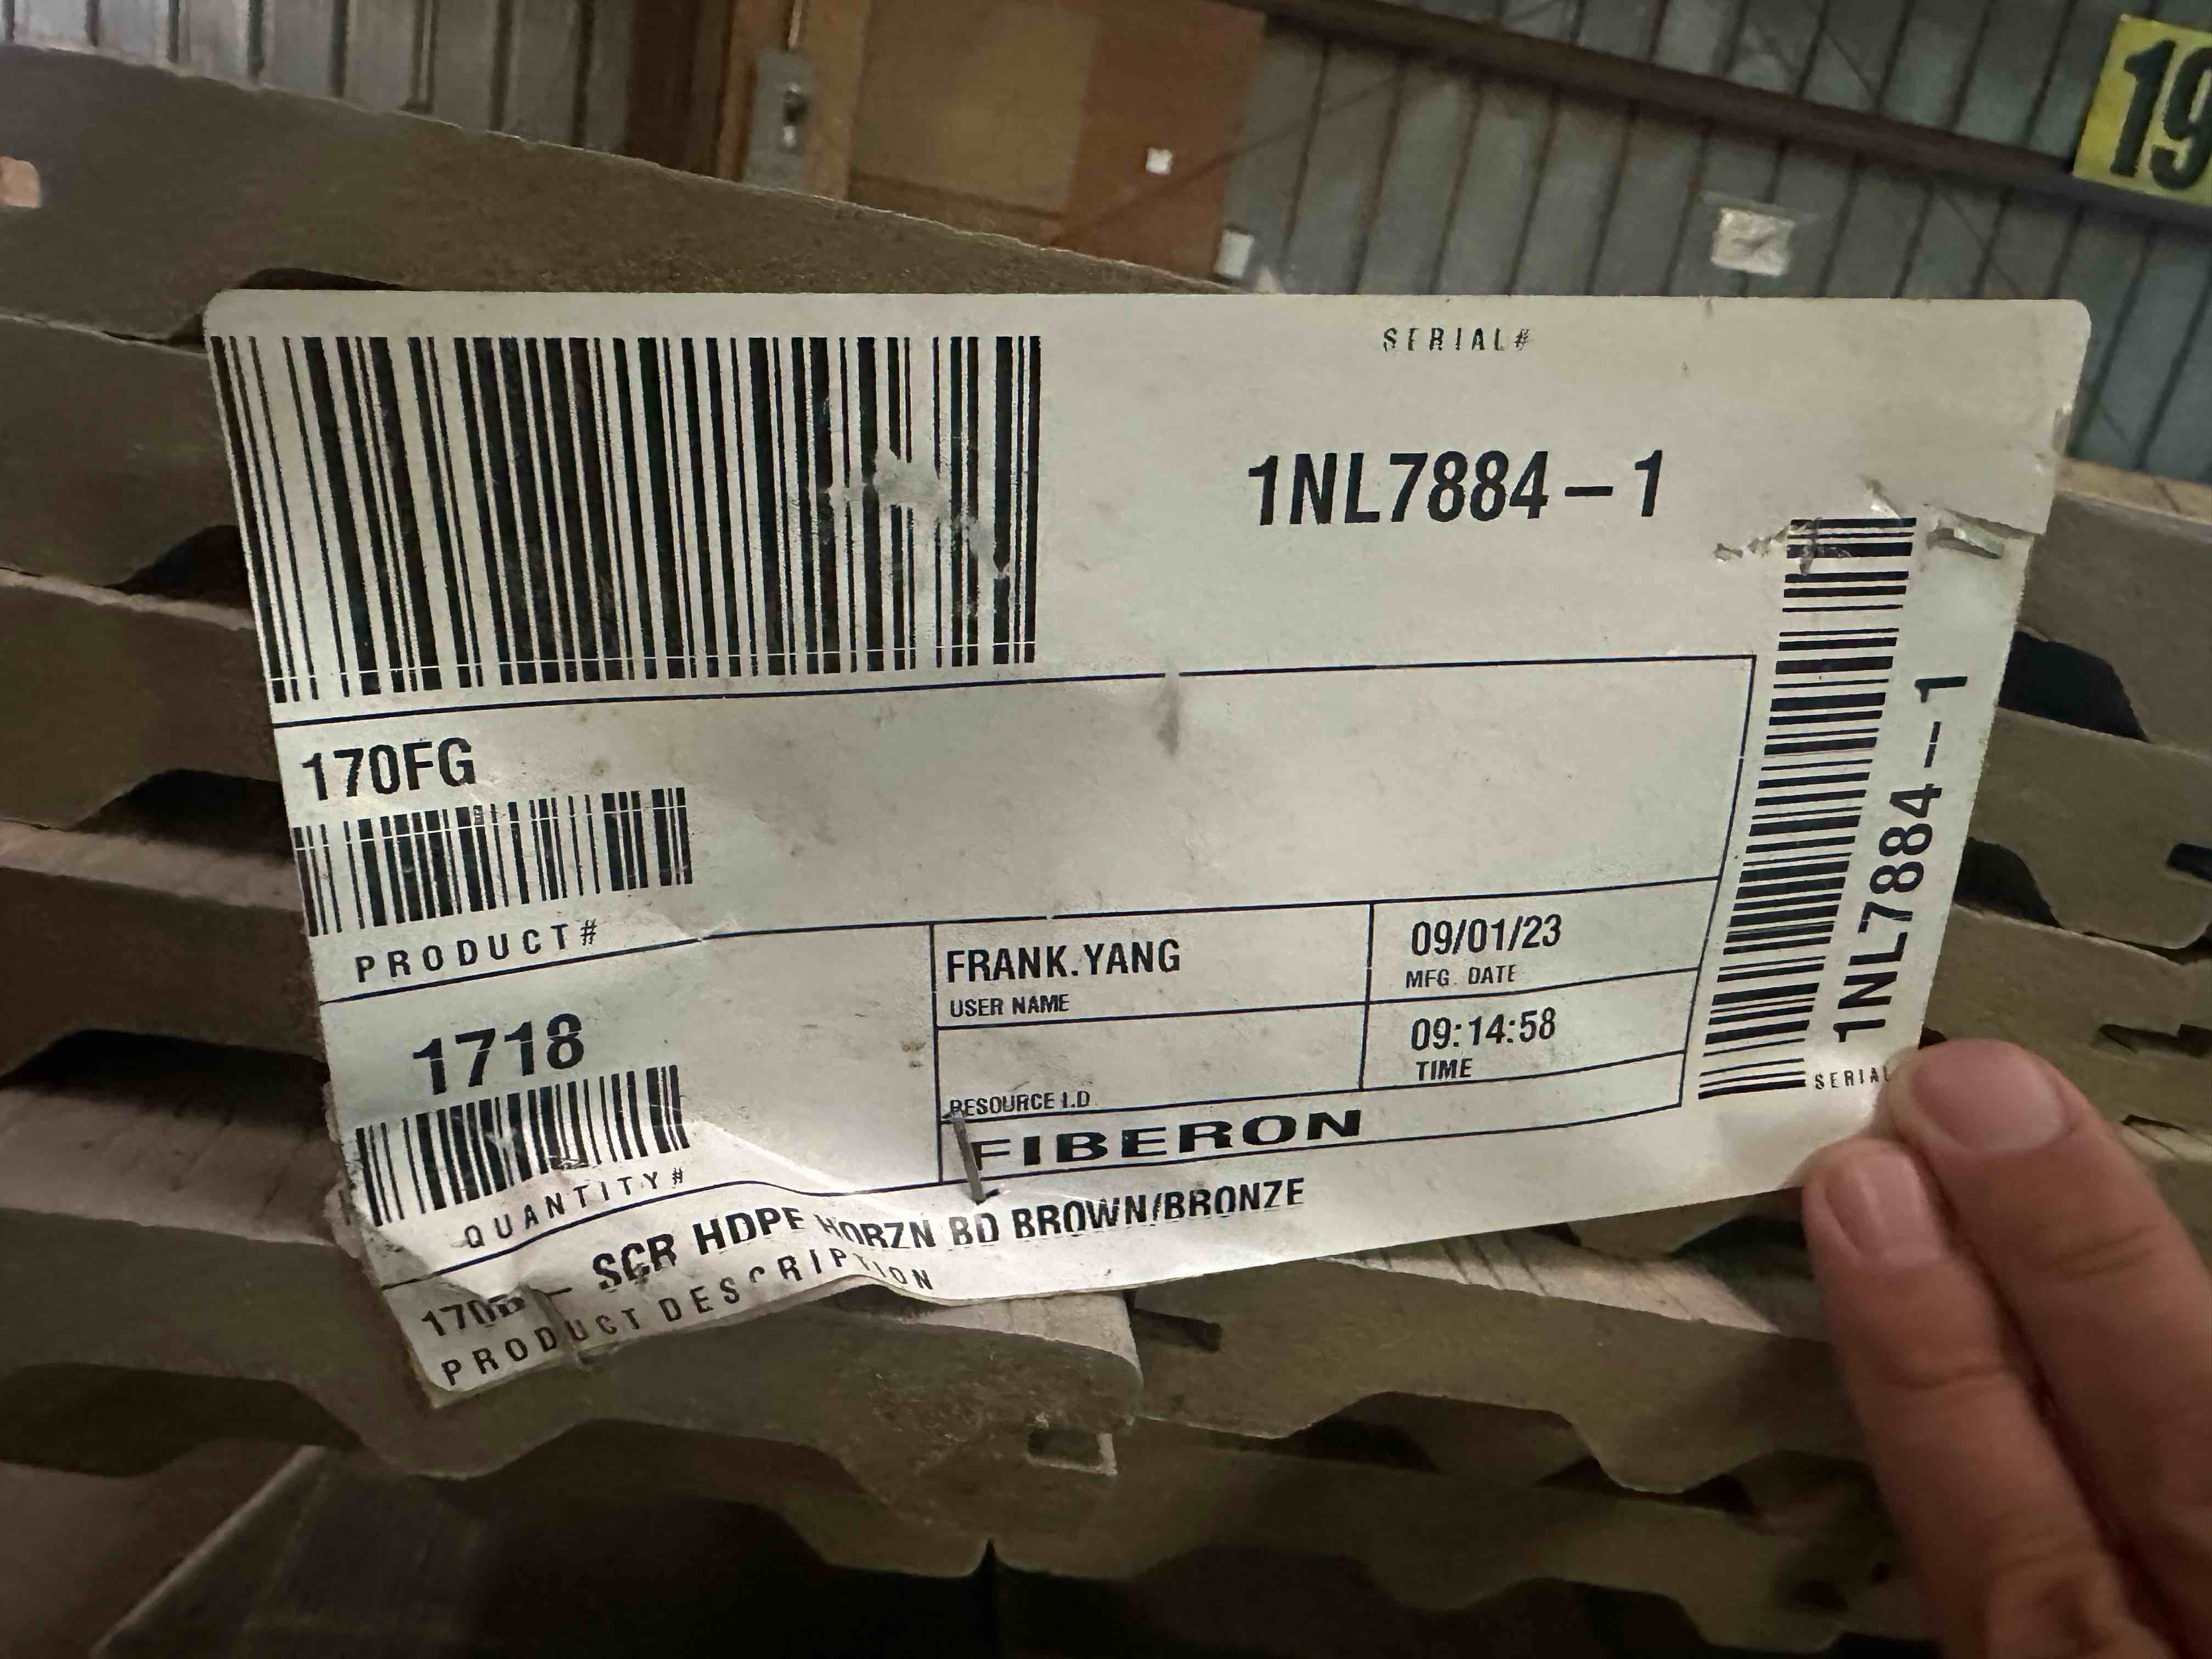 19
SERIAL#
1NL7884-1
170FG
PRODUCT#
1718
QUANTITY#
FRANK.YANG
USER NAME
09/01/23
MFG. DATE
RESOURCE I.D
09:14:58
TIME
FIBERON
- SCR HDPE HORZN BD BROWN/BRONZE
PRODUCT DESCRIPTION
1NL7884-1
SERIAL